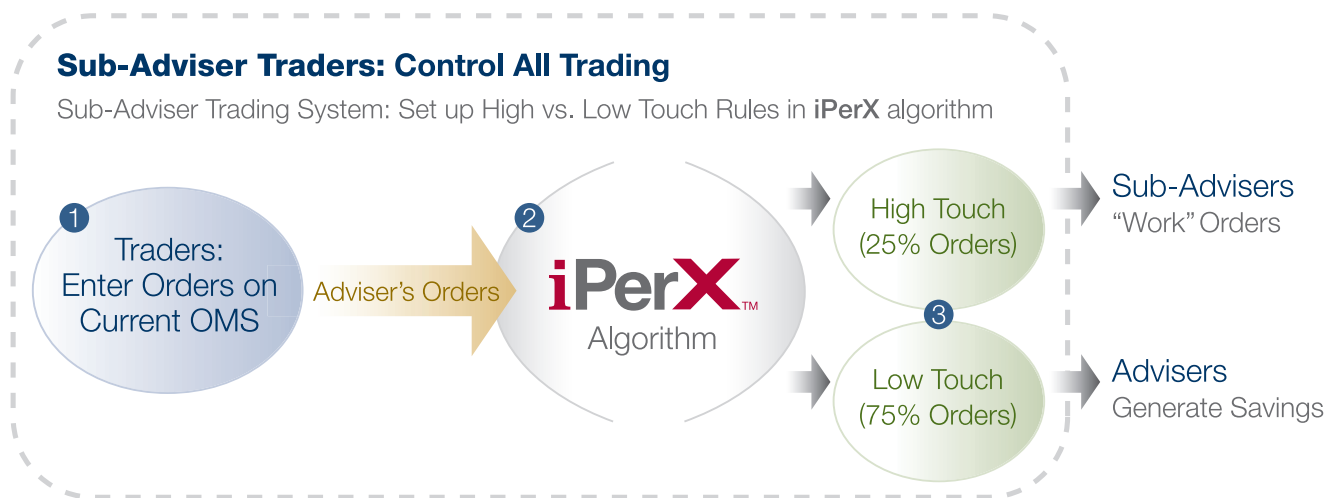 Sub-Adviser Traders: Control All Trading
Sub-Adviser Trading System: Set up High vs. Low Touch Rules in iPerX algorithm
1
Traders:
Enter Orders on
Current OMS
Adviser's Orders
2
iPerX™
Algorithm
High Touch
(25% Orders)
3
Low Touch
(75% Orders)
Sub-Advisers
“Work” Orders
Advisers
Generate Savings